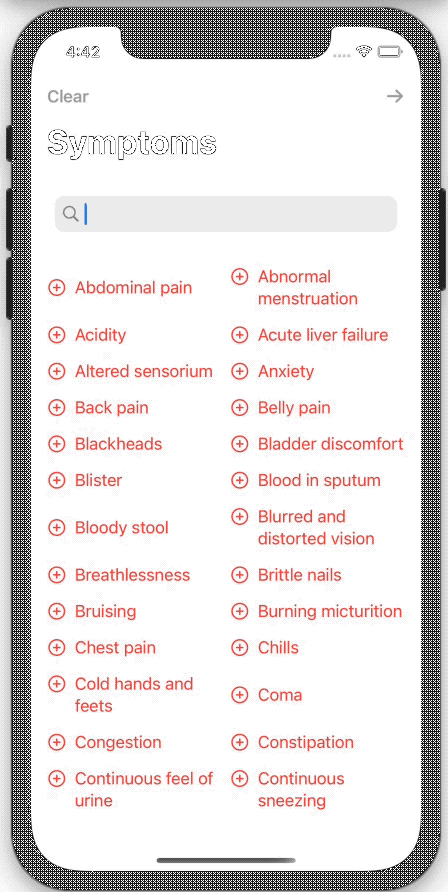 4:42
Clear
Symptoms
Abdominal pain
Abnormal
menstruation
Acidity
Acute liver failure
Altered sensorium
Anxiety
Back pain
Belly pain
Blackheads
Bladder discomfort
Blister
Blood in sputum
Bloody stool
Blurred and
distorted vision
Breathlessness
Brittle nails
Bruising
Burning micturition
Chest pain
Chills
Cold hands and
feets
Coma
Congestion
Constipation
Continuous feel of
urine
Continuous
sneezing